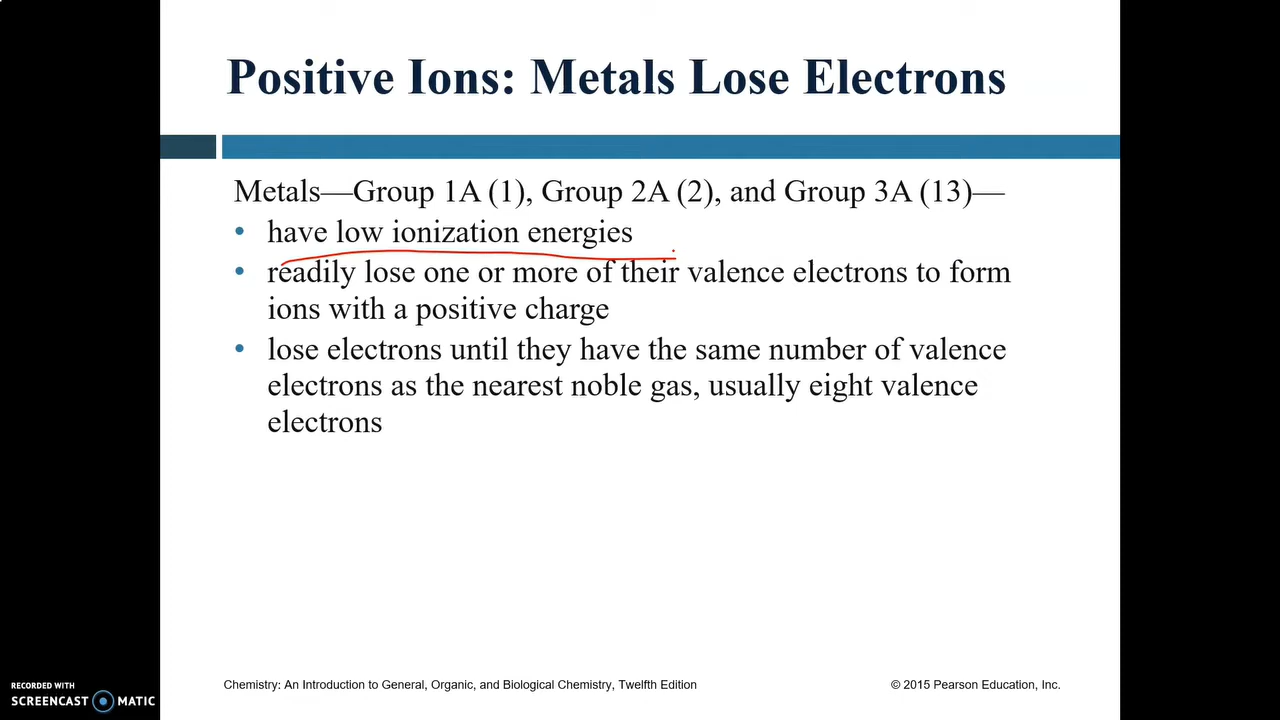 Positive Ions: Metals Lose Electrons
Metals—Group 1A (1), Group 2A (2), and Group 3A (13)—
• have low ionization energies
• readily lose one or more of their valence electrons to form
ions with a positive charge
• lose electrons until they have the same number of valence
electrons as the nearest noble gas, usually eight valence
electrons
Chemistry: An Introduction to General, Organic, and Biological Chemistry, Twelfth Edition
© 2015 Pearson Education, Inc.
RECORDED WITH
SCREENCAST MATIC